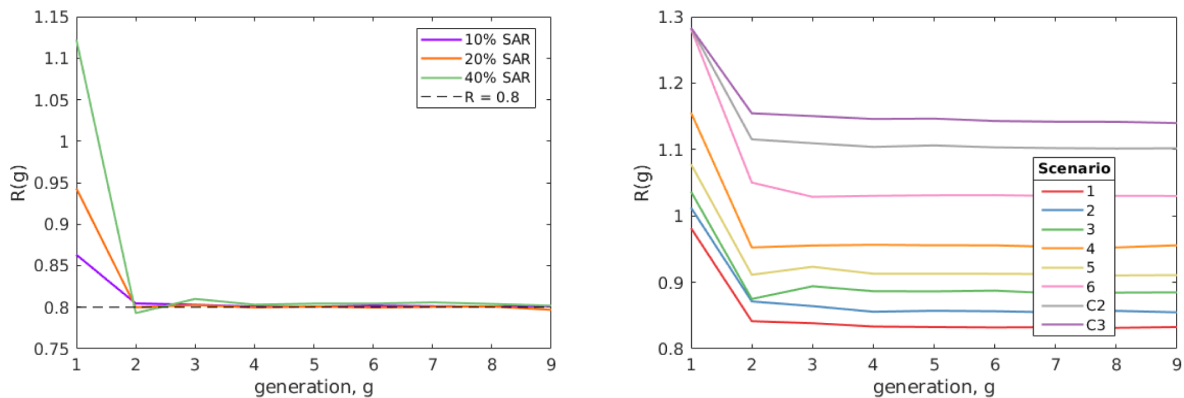 1.15
1.1
1.05
1
0.95
0.9
0.85
0.8
0.75
R(g)
10% SAR
20% SAR
40% SAR
R = 0.8
1 2 3 4 5 6 7 8 9
generation, g
1.3
1.2
1.1
1
0.9
0.8
R(g)
Scenario
1
2
3
4
5
6
C2
C3
1 2 3 4 5 6 7 8 9
generation, g